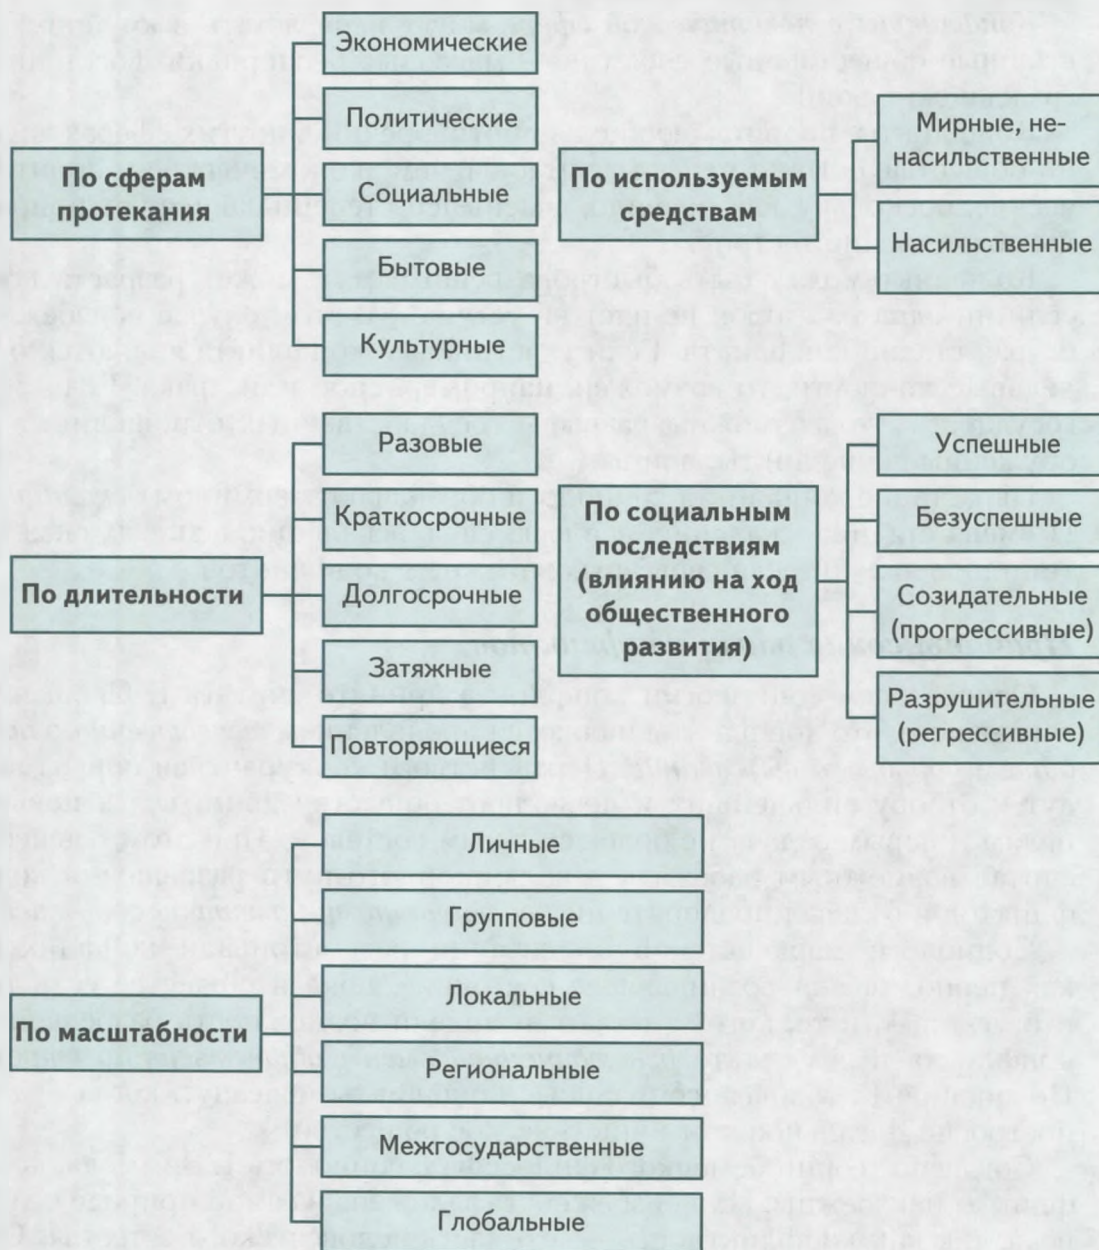 Экономические
Политические
По сферам
протекания
Социальные
Бытовые
Культурные
По используемым
средствам
Мирные, не-
насильственные
Насильственные
Разовые
Краткосрочные
По длительности
Долгосрочные
Затяжные
Повторяющиеся
По социальным
последствиям
(влиянию на ход
общественного
развития)
Успешные
Безуспешные
Созидательные
(прогрессивные)
Разрушительные
(регрессивные)
Личные
Групповые
Локальные
По масштабности
Региональные
Межгосударственные
Глобальные